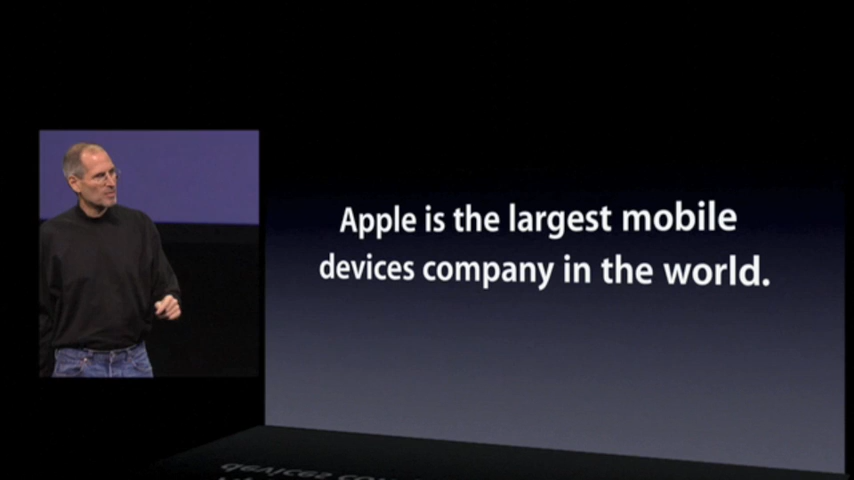 Apple is the largest mobile
devices company in the world.